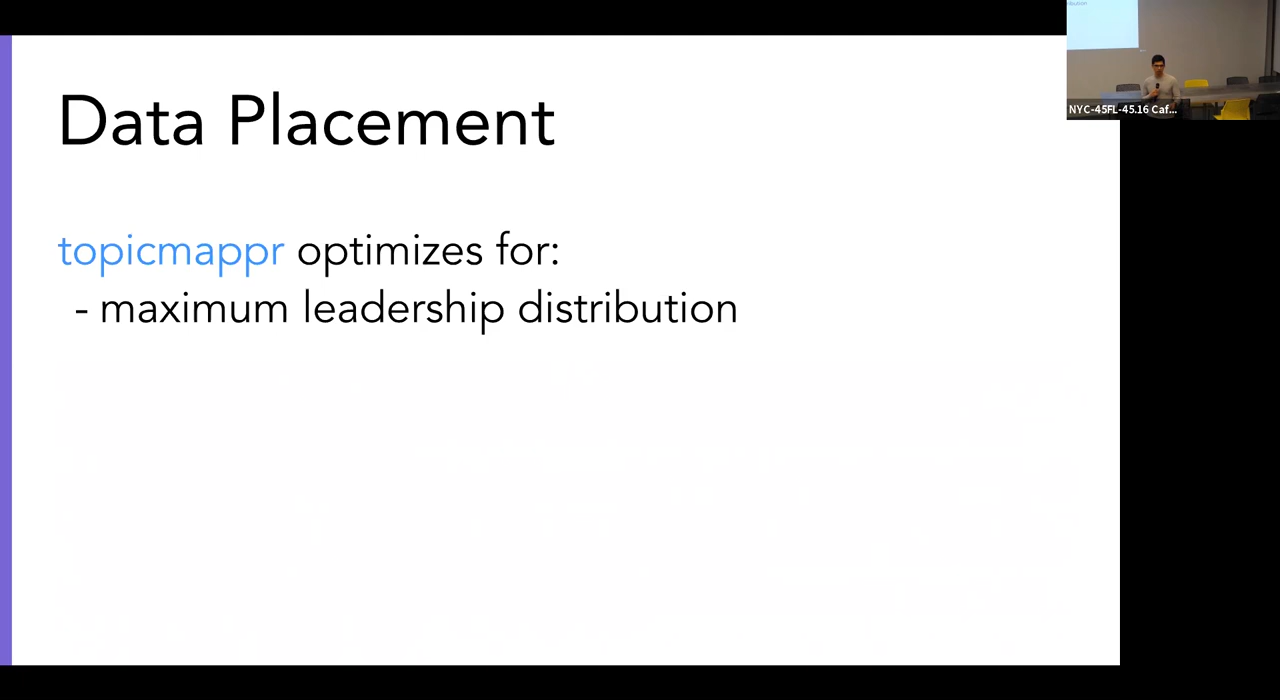 Data Placement
topicmappr optimizes for:
- maximum leadership distribution
NYC-45FL-45.16 Caf...